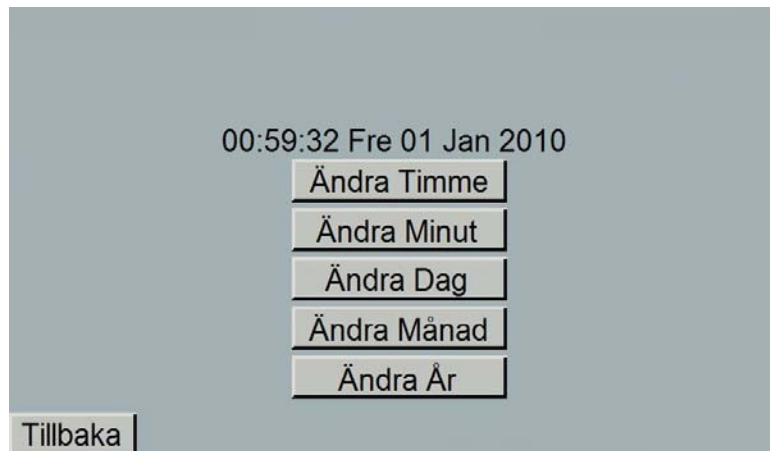 00:59:32 Fre 01 Jan 2010
Ändra Timme
Ändra Minut
Ändra Dag
Ändra Månad
Ändra År
Tillbaka